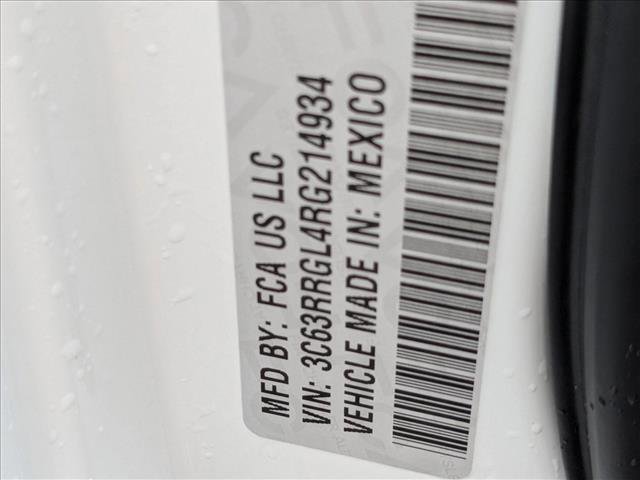 MFD BY: FCA US LLC
VIN: 3C63RRGL4RG214934
VEHICLE MADE IN: MEXICO